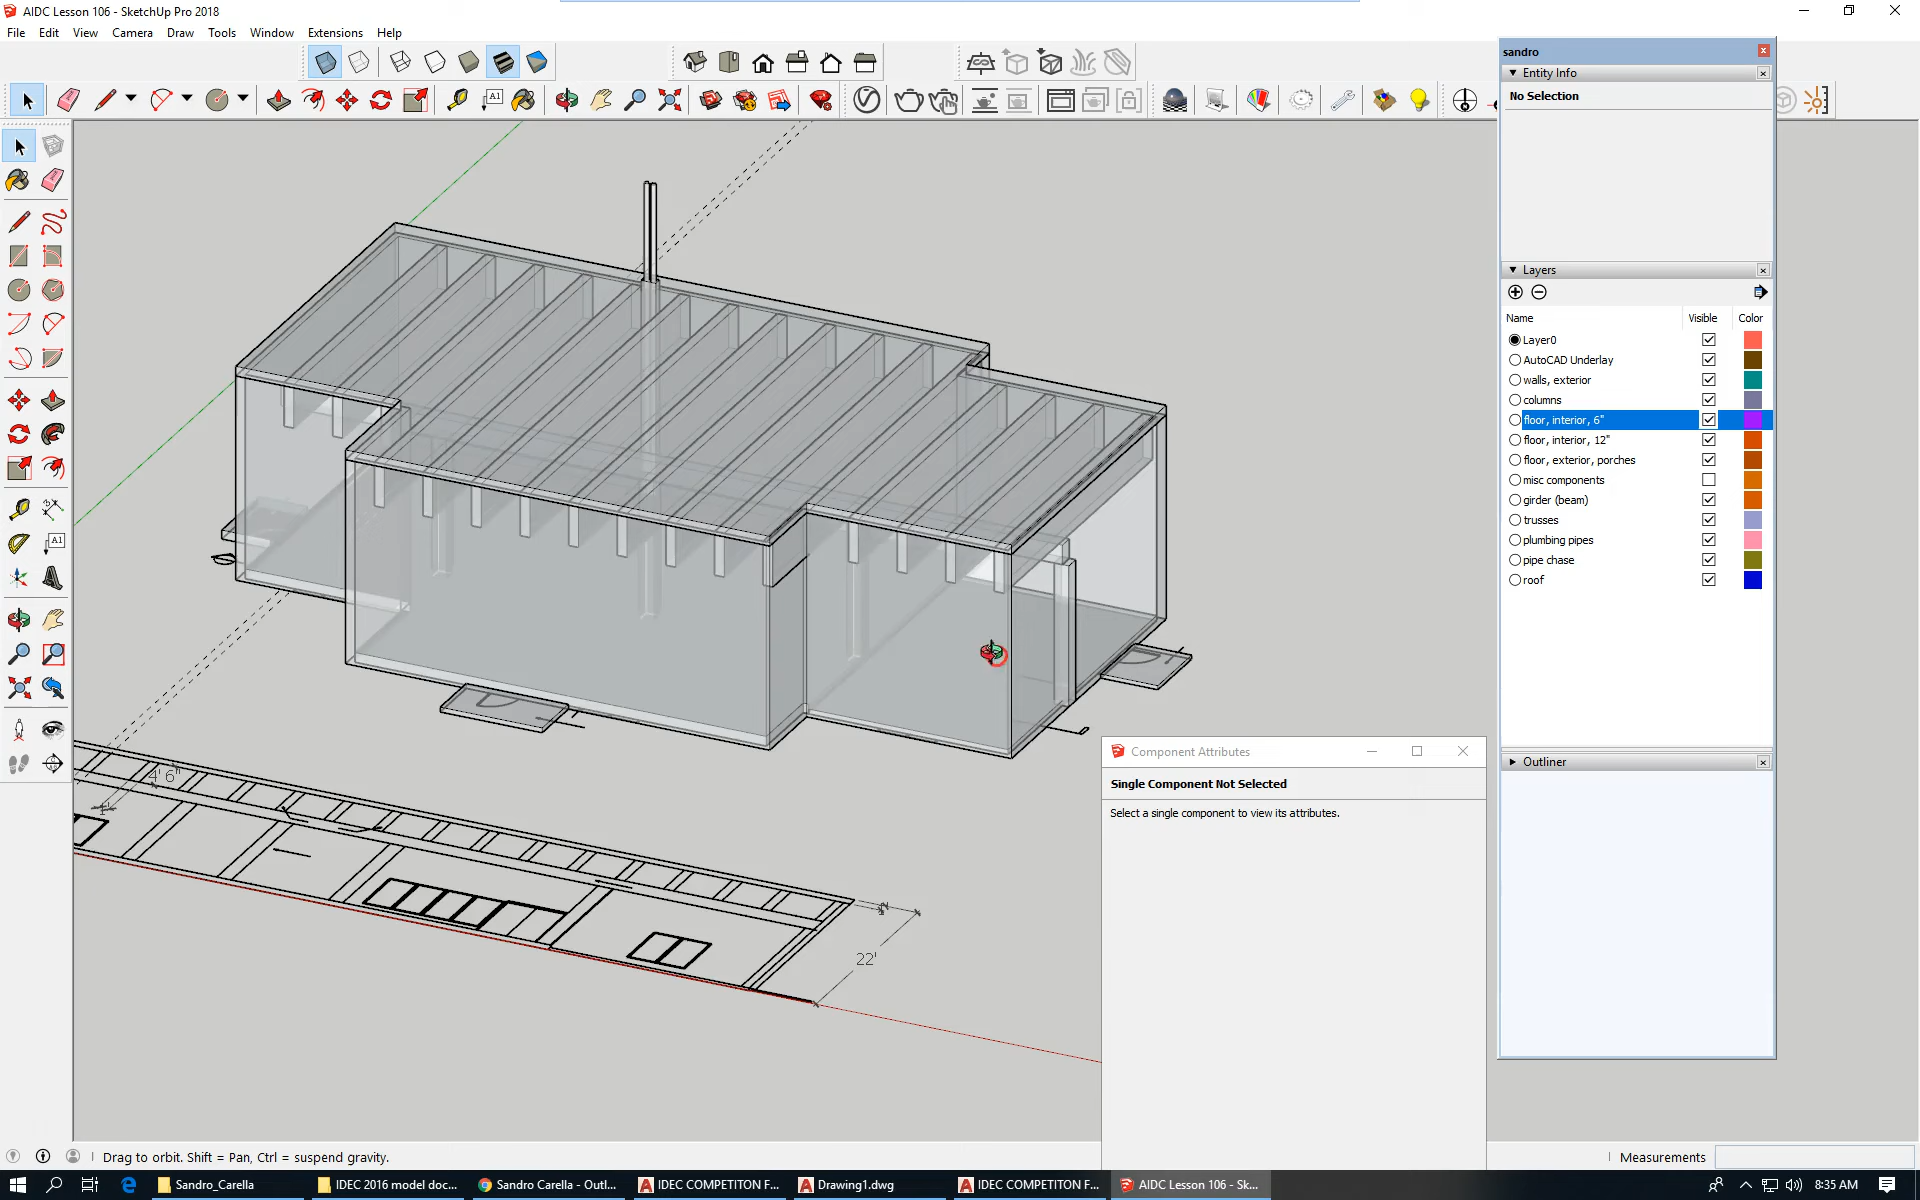 AIDC Lesson 106 - SketchUp Pro 2018
File Edit View Camera Draw Tools Window Extensions Help
sandro
Entity Info
No Selection
Layers
Name Visible Color
Layer0
AutoCAD Underlay
walls, exterior
columns
floor, interior, 6"
floor, interior, 12"
floor, exterior, porches
misc components
girder (beam)
trusses
plumbing pipes
pipe chase
roof
Outliner
A1
A1
4' 6"
22'
Component Attributes
Single Component Not Selected
Select a single component to view its attributes.
Drag to orbit. Shift = Pan, Ctrl = suspend gravity.
Measurements
Sandro_Carella
IDEC 2016 model doc...
Sandro Carella - Outl...
IDEC COMPETITON F...
Drawing1.dwg
IDEC COMPETITON F...
AIDC Lesson 106 - Sk...
8:35 AM